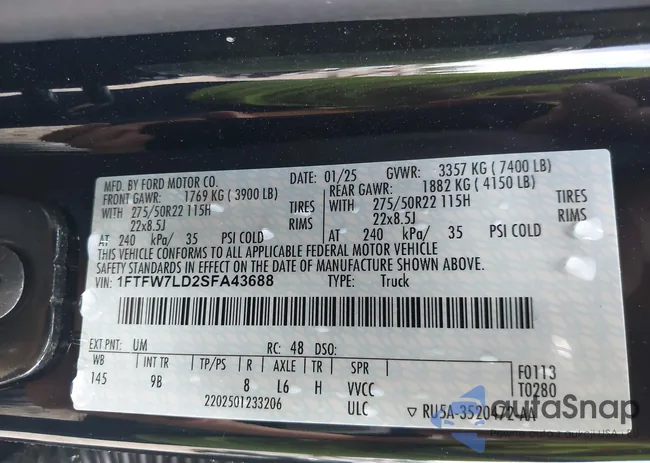 MFD. BY FORD MOTOR CO.
DATE: 01/25 GVWR: 3357 KG ( 7400 LB)
FRONT GAWR: 1769 KG ( 3900 LB) REAR GAWR: 1882 KG ( 4150 LB)
WITH 275/50R22 115H TIRES WITH 275/50R22 115H TIRES
22x8.5J RIMS 22x8.5J RIMS
AT 240 kPa/ 35 PSI COLD AT 240 kPa/ 35 PSI COLD
THIS VEHICLE CONFORMS TO ALL APPLICABLE FEDERAL MOTOR VEHICLE
SAFETY STANDARDS IN EFFECT ON THE DATE OF MANUFACTURE SHOWN ABOVE.
VIN: 1FTFW7LD2SFA43688 TYPE: Truck
EXT PNT: UM RC: 48 DSO:
WB INT TR TP/PS R AXLE TR SPR
145 9B 8 L6 H VVCC
2202501233206 ULC
F0113
T0280
▽ RU5A-3520472-AA
autoSnap